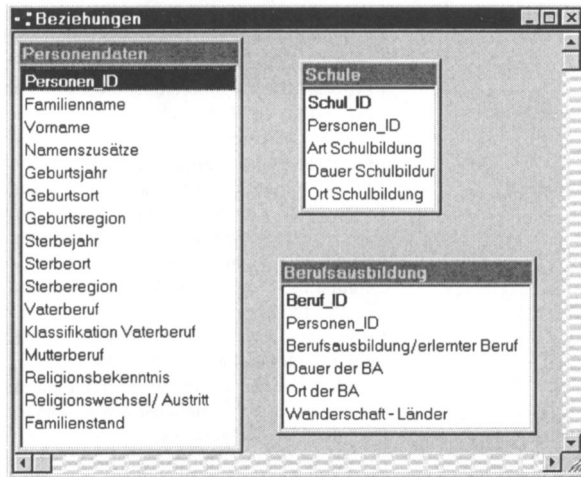 Beziehungen
Personendaten
Personen_ID
Familienname
Vorname
Namenszusätze
Geburtsjahr
Geburtsort
Geburtsregion
Sterbejahr
Sterbeort
Sterberegion
Vaterberuf
Klassifikation Vaterberuf
Mutterberuf
Religionsbekenntnis
Religionswechsel/ Austritt
Familienstand
Schule
Schul_ID
Personen_ID
Art Schulbildung
Dauer Schulbildur
Ort Schulbildung
Berufsausbildung
Beruf_ID
Personen_ID
Berufsausbildung/erlernter Beruf
Dauer der BA
Ort der BA
Wanderschaft - Länder